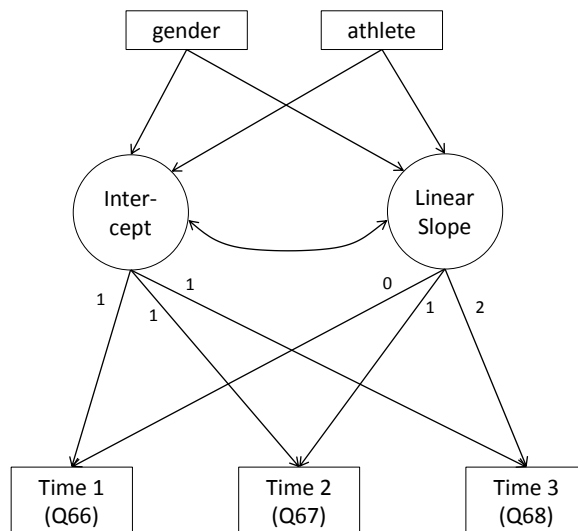 gender
athlete
Inter-
cept
Linear
Slope
1
1
1
0
1
2
Time 1
(Q66)
Time 2
(Q67)
Time 3
(Q68)